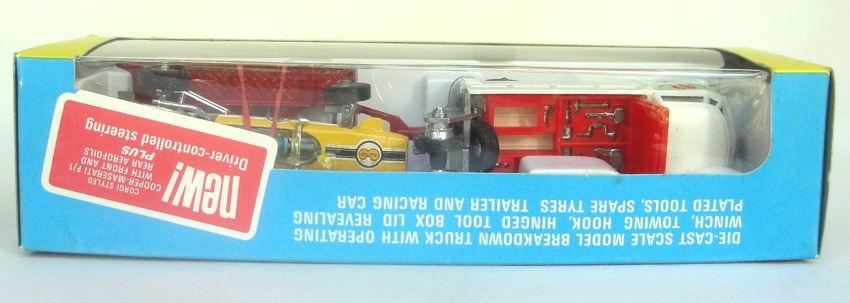 DIE-CAST SCALE MODEL BREAKDOWN TRUCK WITH OPERATING
WINCH, TOWING HOOK, HINGED TOOL BOX LID REVEALING
PLATED TOOLS, SPARE TYRES TRAILER AND RACING CAR
new!
CORGI STYLED
COOPER-MASERATI F/1
WITH FRONT AND
REAR AEROFOILS
PLUS
Driver-controlled steering
3